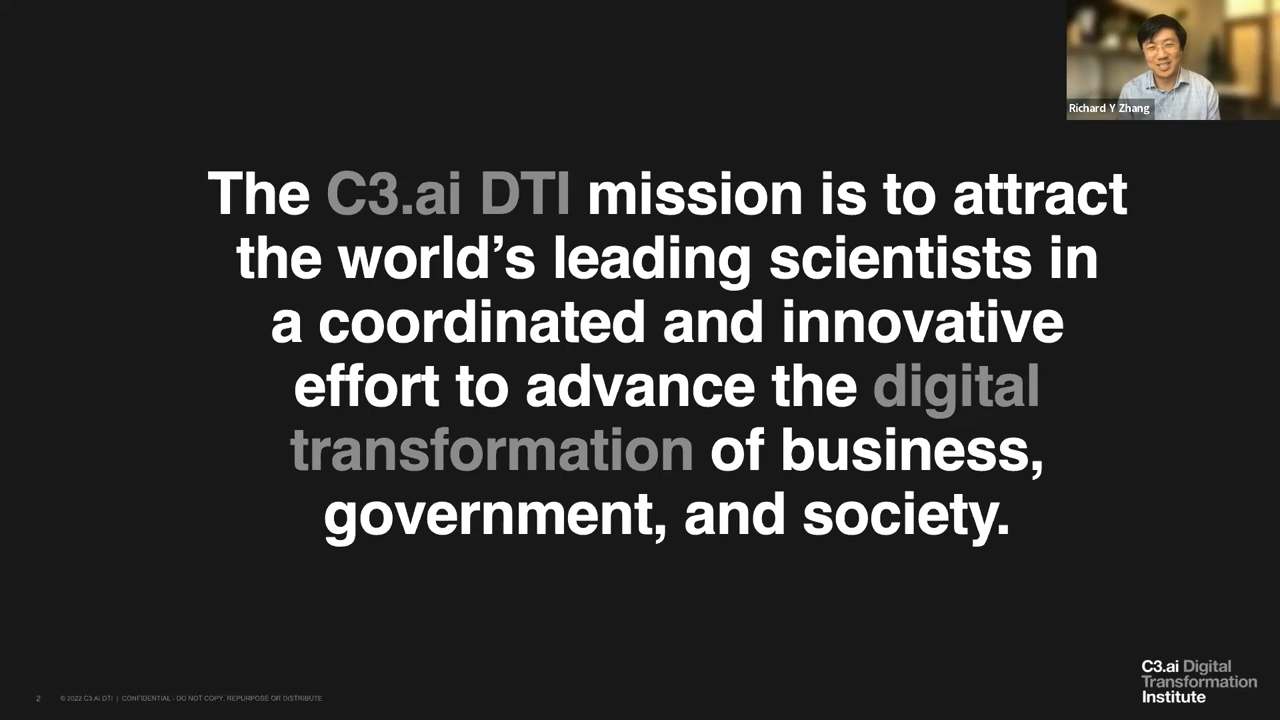 Richard Y Zhang
The C3.ai DTI mission is to attract
the world’s leading scientists in
a coordinated and innovative
effort to advance the digital
transformation of business,
government, and society.
C3.ai Digital
Transformation
Institute
2 © 2022 C3.AI DTI | CONFIDENTIAL - DO NOT COPY, REPURPOSE OR DISTRIBUTE